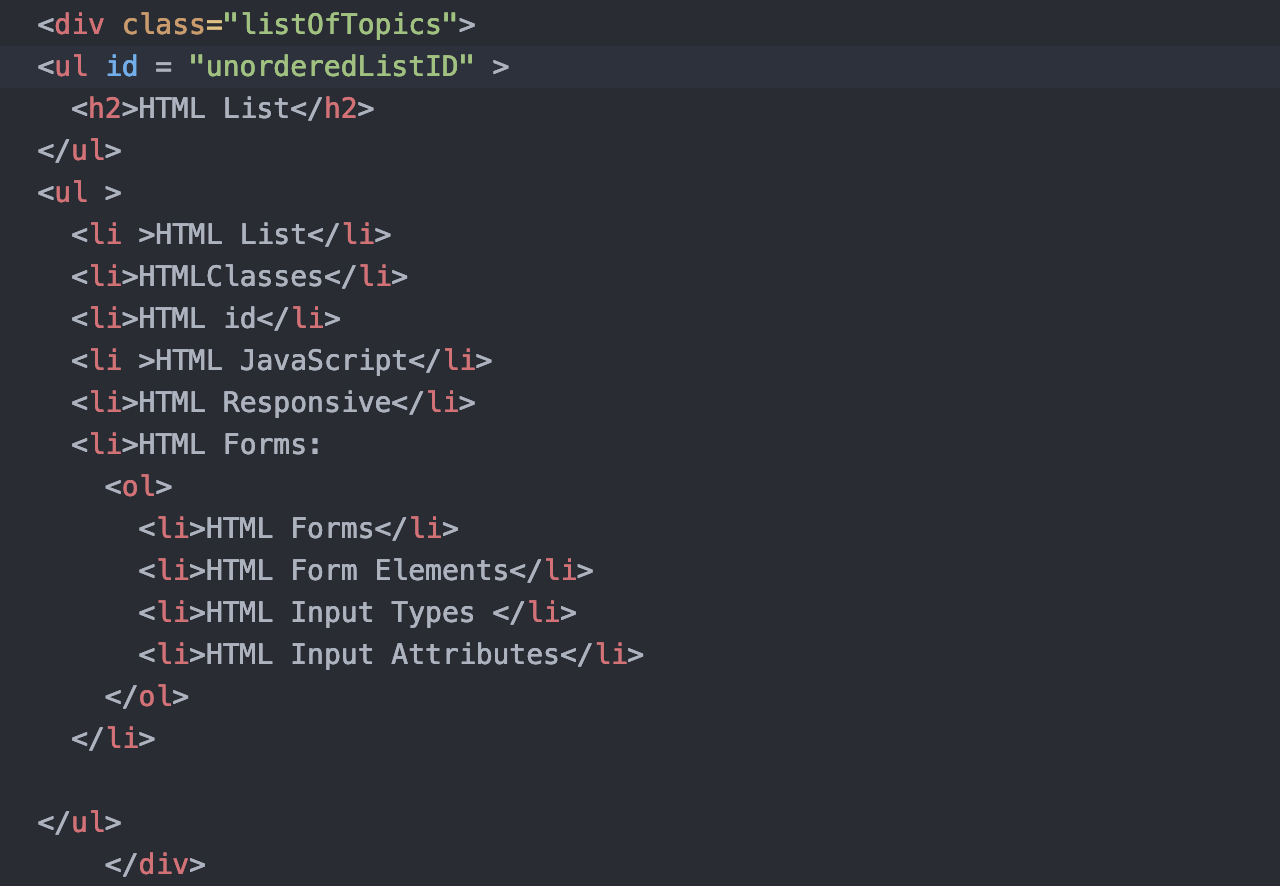 <div class="listOfTopics">
<ul id = "unorderedListID" >
  <h2>HTML List</h2>
</ul>
<ul >
  <li >HTML List</li>
  <li>HTMLClasses</li>
  <li>HTML id</li>
  <li >HTML JavaScript</li>
  <li>HTML Responsive</li>
  <li>HTML Forms:
    <ol>
      <li>HTML Forms</li>
      <li>HTML Form Elements</li>
      <li>HTML Input Types </li>
      <li>HTML Input Attributes</li>
    </ol>
  </li>
</ul>
    </div>